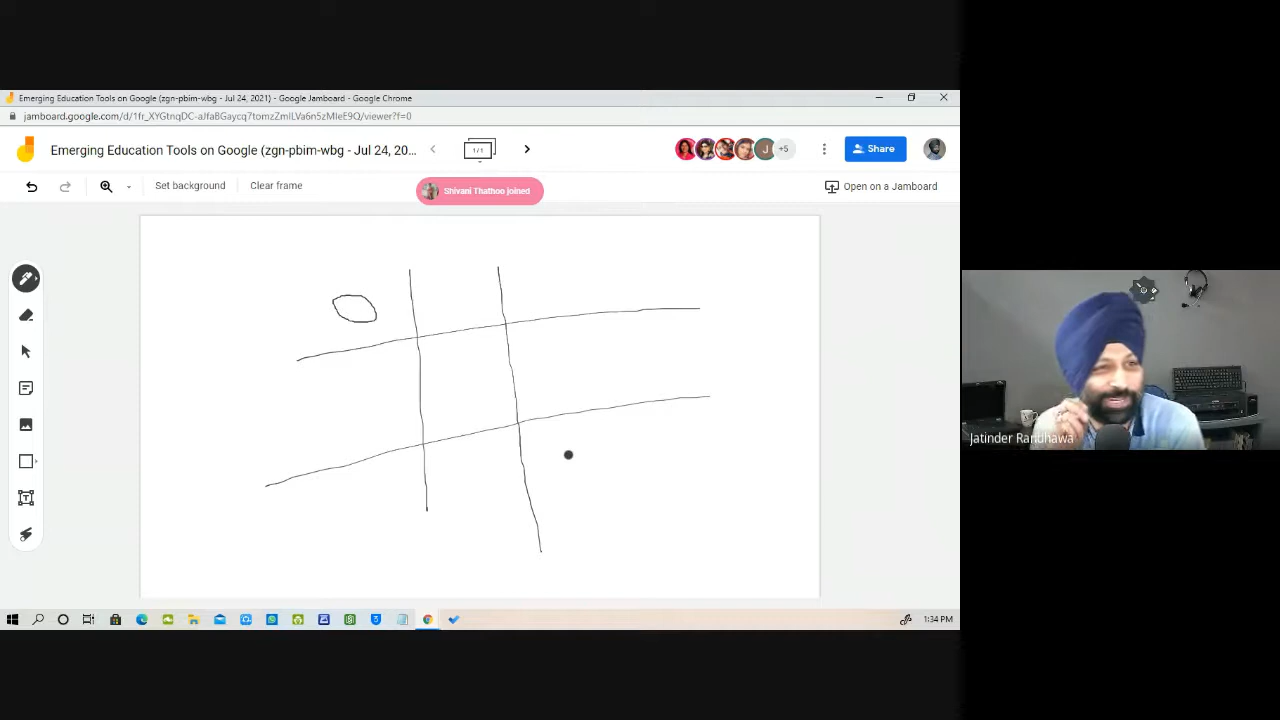 Emerging Education Tools on Google (zgn-pbim-wbg - Jul 24, 2021) - Google Jamboard - Google Chrome
jamboard.google.com/d/1fr_XYGtnqDC-aJfaBGaycq7tomzZmILVa6n5zMIeE9Q/viewer?f=0
Emerging Education Tools on Google (zgn-pbim-wbg - Jul 24, 20...
1/1
J
+5
Share
Set background
Clear frame
Shivani Thathoo joined
Open on a Jamboard
Jatinder Randhawa
1:34 PM